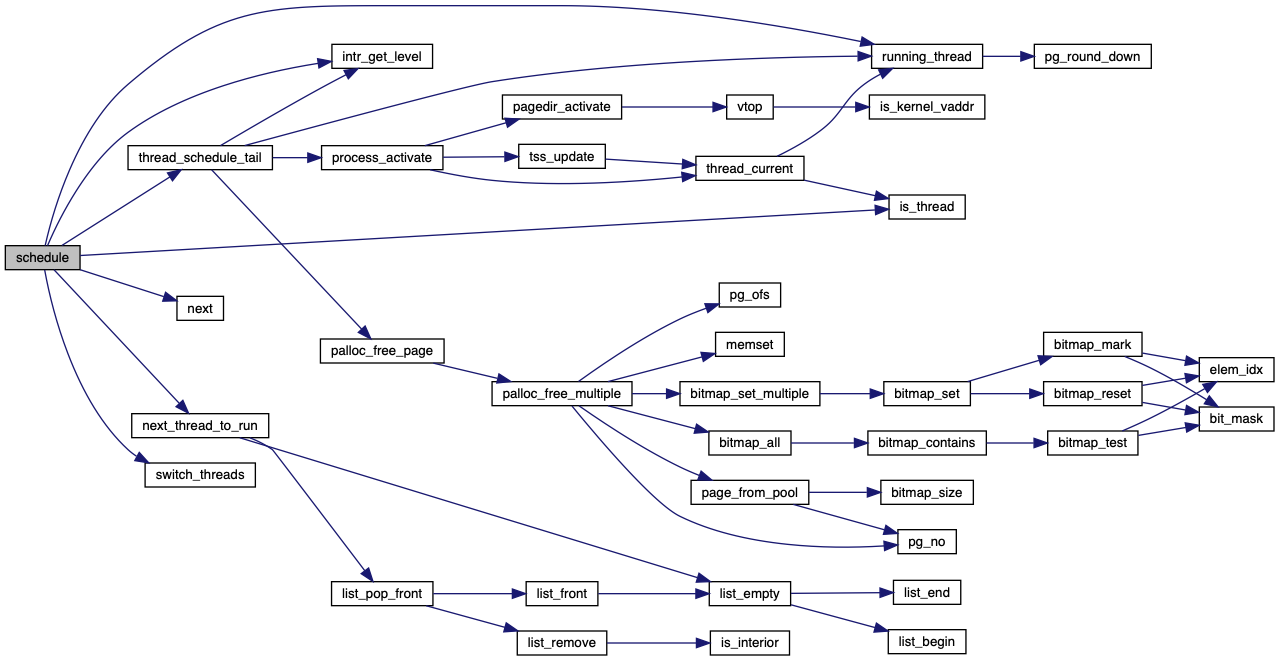 schedule
intr_get_level
running_thread
pg_round_down
pagedir_activate
vtop
is_kernel_vaddr
thread_schedule_tail
process_activate
tss_update
thread_current
is_thread
next
pg_ofs
palloc_free_page
memset
bitmap_mark
elem_idx
palloc_free_multiple
bitmap_set_multiple
bitmap_set
bitmap_reset
bit_mask
next_thread_to_run
bitmap_all
bitmap_contains
bitmap_test
switch_threads
page_from_pool
bitmap_size
pg_no
list_pop_front
list_front
list_empty
list_end
list_remove
is_interior
list_begin